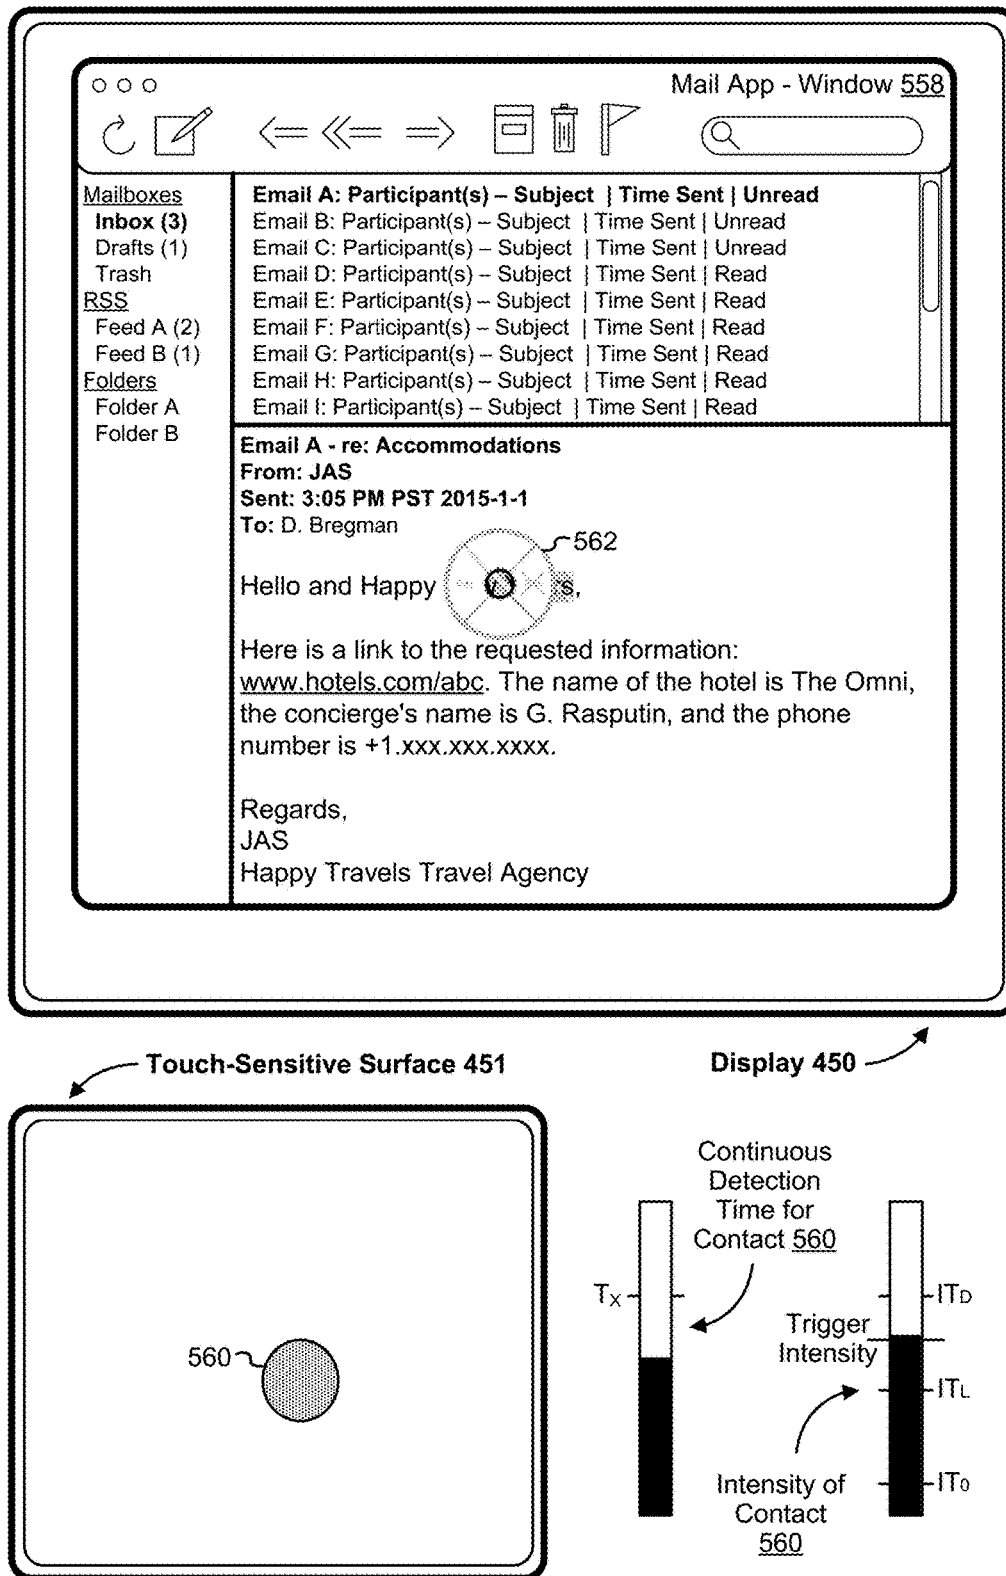 Mail App - Window 558
Mailboxes
Inbox (3)
Drafts (1)
Trash
RSS
Feed A (2)
Feed B (1)
Folders
Folder A
Folder B
Email A: Participant(s) – Subject | Time Sent | Unread
Email B: Participant(s) – Subject | Time Sent | Unread
Email C: Participant(s) – Subject | Time Sent | Unread
Email D: Participant(s) – Subject | Time Sent | Read
Email E: Participant(s) – Subject | Time Sent | Read
Email F: Participant(s) – Subject | Time Sent | Read
Email G: Participant(s) – Subject | Time Sent | Read
Email H: Participant(s) – Subject | Time Sent | Read
Email I: Participant(s) – Subject | Time Sent | Read
Email A - re: Accommodations
From: JAS
Sent: 3:05 PM PST 2015-1-1
To: D. Bregman
562
Hello and Happy
Here is a link to the requested information:
www.hotels.com/abc. The name of the hotel is The Omni,
the concierge's name is G. Rasputin, and the phone
number is +1.xxx.xxx.xxxx.
Regards,
JAS
Happy Travels Travel Agency
Touch-Sensitive Surface 451
Display 450
560
Continuous
Detection
Time for
Contact 560
TX
ITD
Trigger
Intensity
ITL
Intensity of
Contact
560
IT0